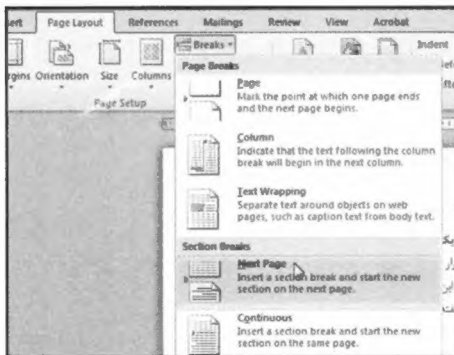 Page Layout References Mailings Review View Acrobat
Breaks Indent
Orientation Size Columns
Page Setup
Page Breaks
Page
Mark the point at which one page ends
and the next page begins.
Column
Indicate that the text following the column
break will begin in the next column.
Text Wrapping
Separate text around objects on web
pages, such as caption text from body text.
Section Breaks
Next Page
Insert a section break and start the new
section on the next page.
Continuous
Insert a section break and start the new
section on the same page.